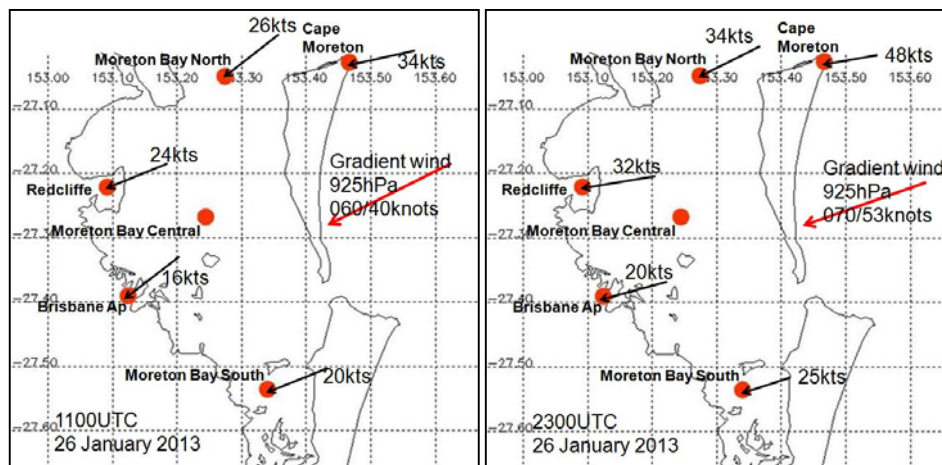 26kts
Cape
Moreton
Moreton Bay North
34kts
153.00 153.10 153.20 153.30 153.40 153.50 153.60
-27.10
24kts
-27.20
Gradient wind
925hPa
060/40knots
Redcliffe
Moreton Bay Central
-27.30
16kts
Brisbane Ap
-27.40
-27.50
Moreton Bay South
20kts
1100UTC
-27.60
26 January 2013
34kts
Cape
Moreton
Moreton Bay North
48kts
153.00 153.10 153.20 153.30 153.40 153.50 153.60
-27.10
32kts
-27.20
Gradient wind
925hPa
070/53knots
Redcliffe
Moreton Bay Central
-27.30
20kts
Brisbane Ap
-27.40
-27.50
Moreton Bay South
25kts
2300UTC
-27.60
26 January 2013